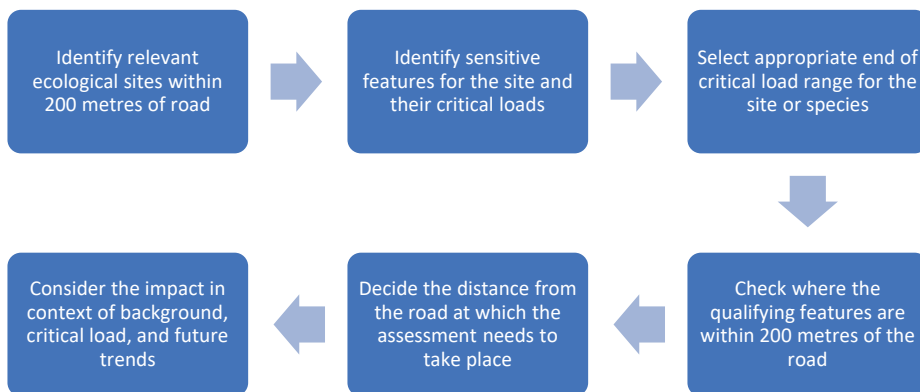 Identify relevant
ecological sites within
200 metres of road
Identify sensitive
features for the site and
their critical loads
Select appropriate end of
critical load range for the
site or species
Check where the
qualifying features are
within 200 metres of the
road
Decide the distance from
the road at which the
assessment needs to
take place
Consider the impact in
context of background,
critical load, and future
trends